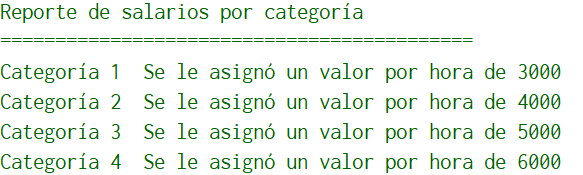 Reporte de salarios por categoría
===========================================
Categoría 1  Se le asignó un valor por hora de 3000
Categoría 2  Se le asignó un valor por hora de 4000
Categoría 3  Se le asignó un valor por hora de 5000
Categoría 4  Se le asignó un valor por hora de 6000